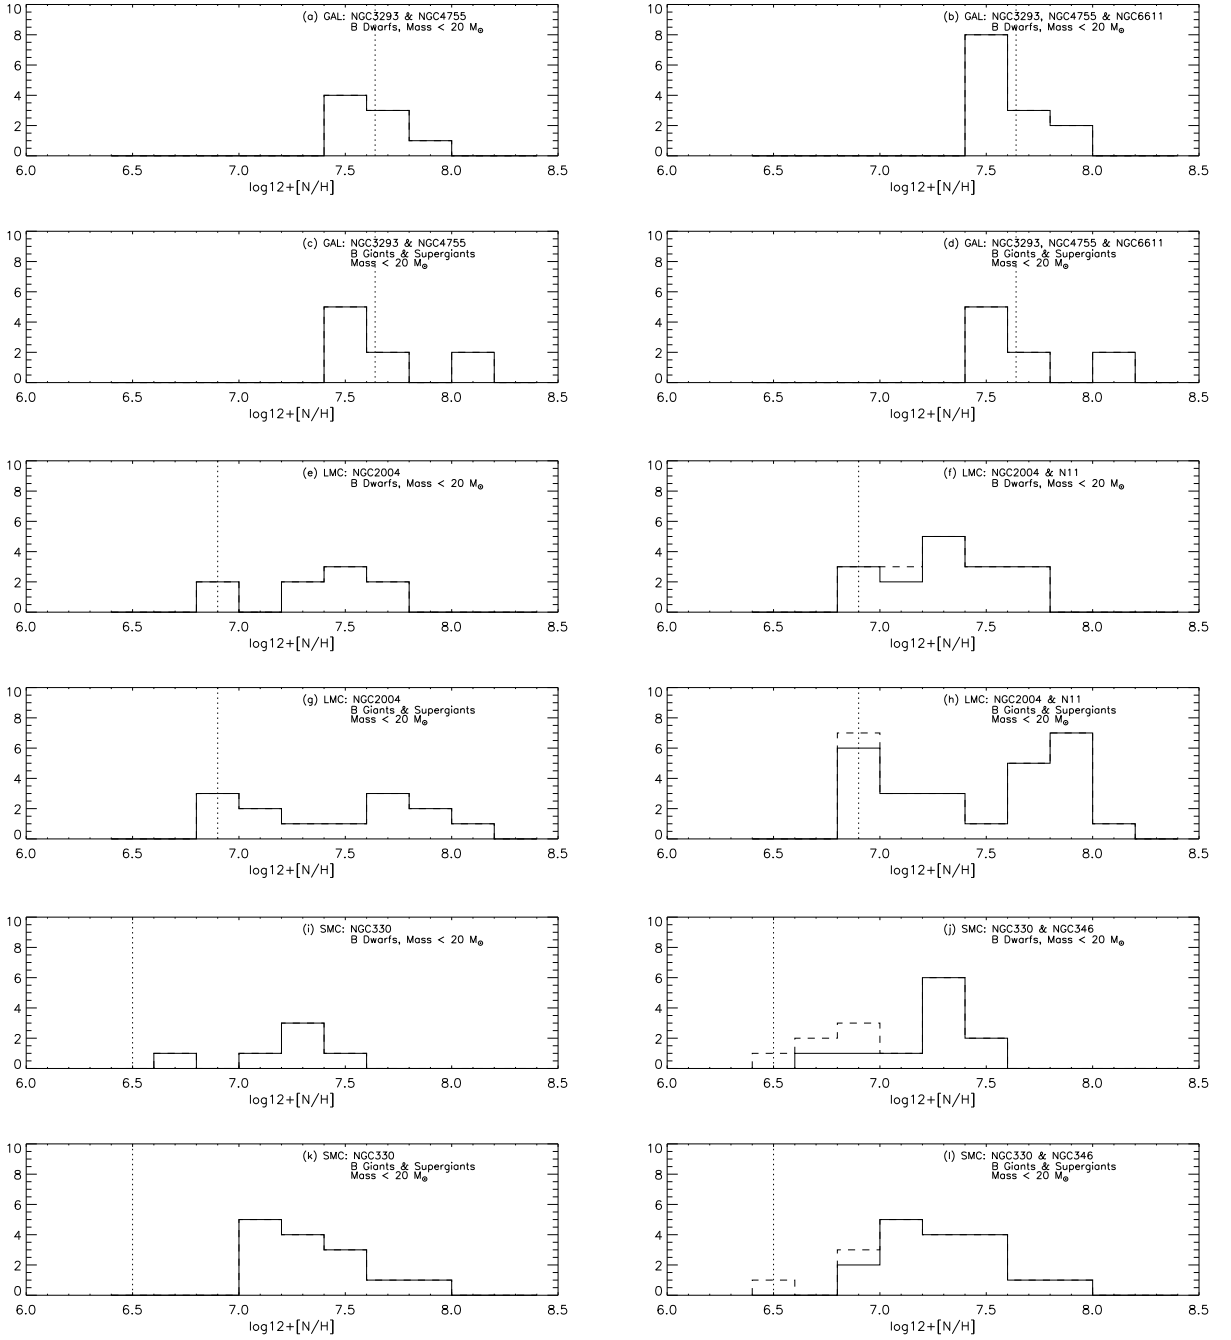 (a) GAL: NGC3293 & NGC4755
B Dwarfs, Mass < 20 M⊙
10
8
6
4
2
0
6.0 6.5 7.0 7.5 8.0 8.5
log12+[N/H]
(b) GAL: NGC3293, NGC4755 & NGC6611
B Dwarfs, Mass < 20 M⊙
10
8
6
4
2
0
6.0 6.5 7.0 7.5 8.0 8.5
log12+[N/H]
(c) GAL: NGC3293 & NGC4755
B Giants & Supergiants
Mass < 20 M⊙
10
8
6
4
2
0
6.0 6.5 7.0 7.5 8.0 8.5
log12+[N/H]
(d) GAL: NGC3293, NGC4755 & NGC6611
B Giants & Supergiants
Mass < 20 M⊙
10
8
6
4
2
0
6.0 6.5 7.0 7.5 8.0 8.5
log12+[N/H]
(e) LMC: NGC2004
B Dwarfs, Mass < 20 M⊙
10
8
6
4
2
0
6.0 6.5 7.0 7.5 8.0 8.5
log12+[N/H]
(f) LMC: NGC2004 & N11
B Dwarfs, Mass < 20 M⊙
10
8
6
4
2
0
6.0 6.5 7.0 7.5 8.0 8.5
log12+[N/H]
(g) LMC: NGC2004
B Giants & Supergiants
Mass < 20 M⊙
10
8
6
4
2
0
6.0 6.5 7.0 7.5 8.0 8.5
log12+[N/H]
(h) LMC: NGC2004 & N11
B Giants & Supergiants
Mass < 20 M⊙
10
8
6
4
2
0
6.0 6.5 7.0 7.5 8.0 8.5
log12+[N/H]
(i) SMC: NGC330
B Dwarfs, Mass < 20 M⊙
10
8
6
4
2
0
6.0 6.5 7.0 7.5 8.0 8.5
log12+[N/H]
(j) SMC: NGC330 & NGC346
B Dwarfs, Mass < 20 M⊙
10
8
6
4
2
0
6.0 6.5 7.0 7.5 8.0 8.5
log12+[N/H]
(k) SMC: NGC330
B Giants & Supergiants
Mass < 20 M⊙
10
8
6
4
2
0
6.0 6.5 7.0 7.5 8.0 8.5
log12+[N/H]
(l) SMC: NGC330 & NGC346
B Giants & Supergiants
Mass < 20 M⊙
10
8
6
4
2
0
6.0 6.5 7.0 7.5 8.0 8.5
log12+[N/H]